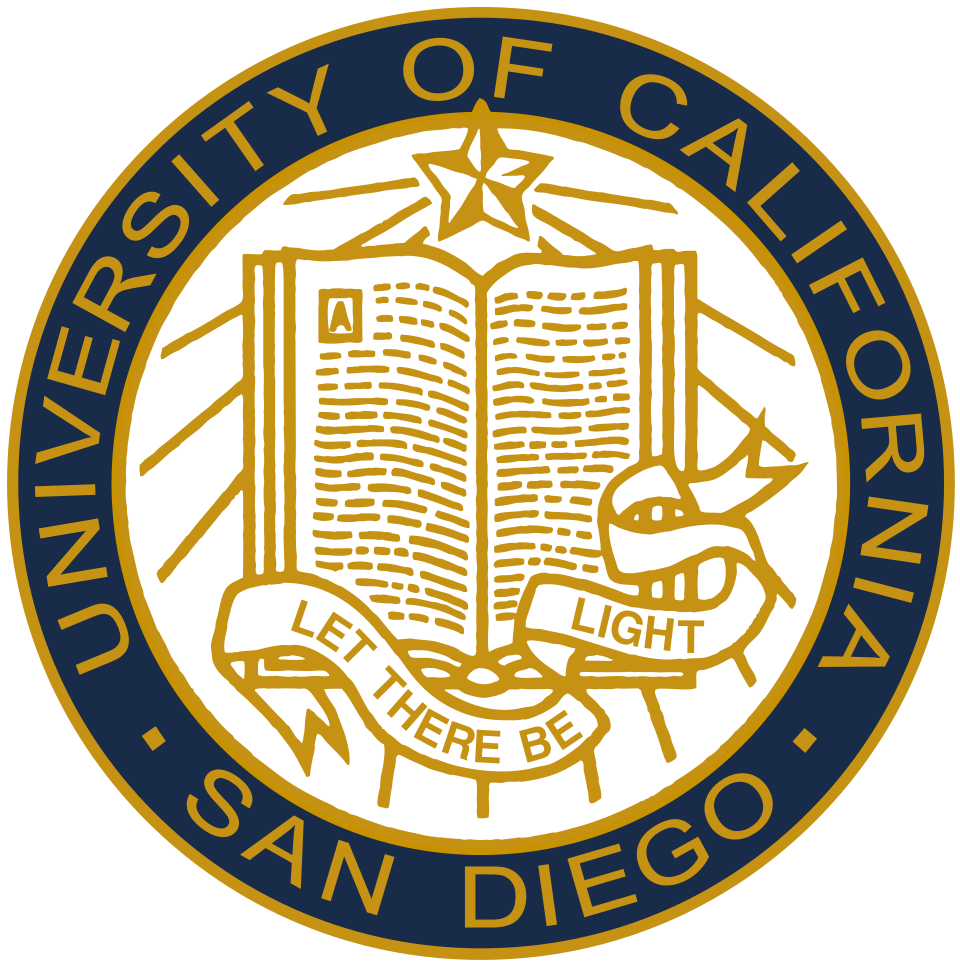 UNIVERSITY OF CALIFORNIA
A
LET THERE BE
LIGHT
· SAN DIEGO ·